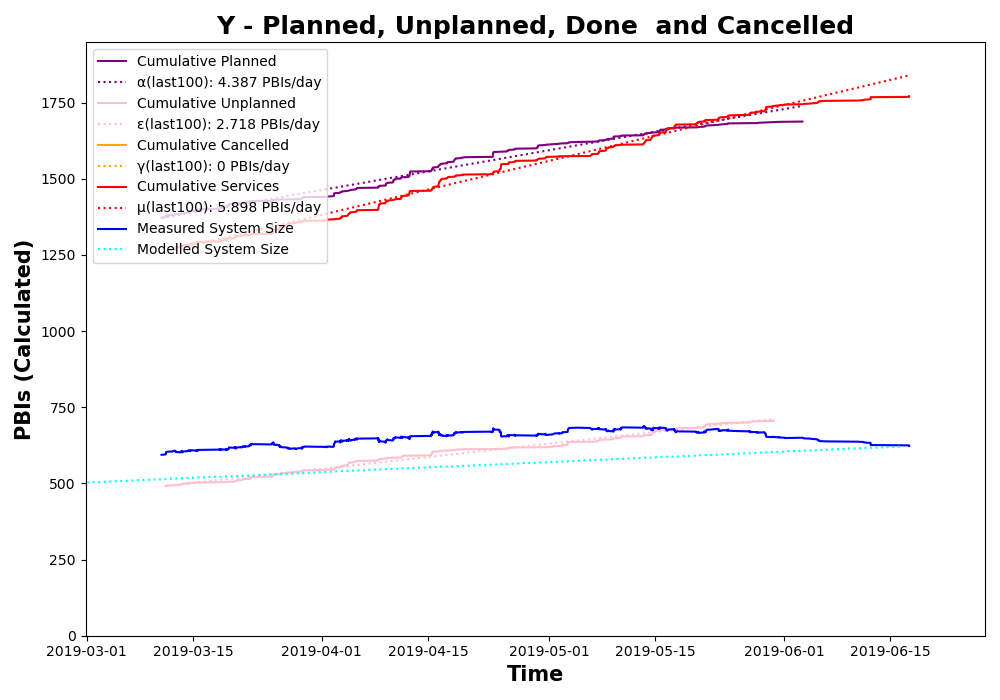 Y - Planned, Unplanned, Done  and Cancelled
Cumulative Planned
α(last100): 4.387 PBIs/day
Cumulative Unplanned
ε(last100): 2.718 PBIs/day
Cumulative Cancelled
γ(last100): 0 PBIs/day
Cumulative Services
μ(last100): 5.898 PBIs/day
Measured System Size
Modelled System Size
PBIs (Calculated)
1750
1500
1250
1000
750
500
250
0
2019-03-01 2019-03-15 2019-04-01 2019-04-15 2019-05-01 2019-05-15 2019-06-01 2019-06-15
Time